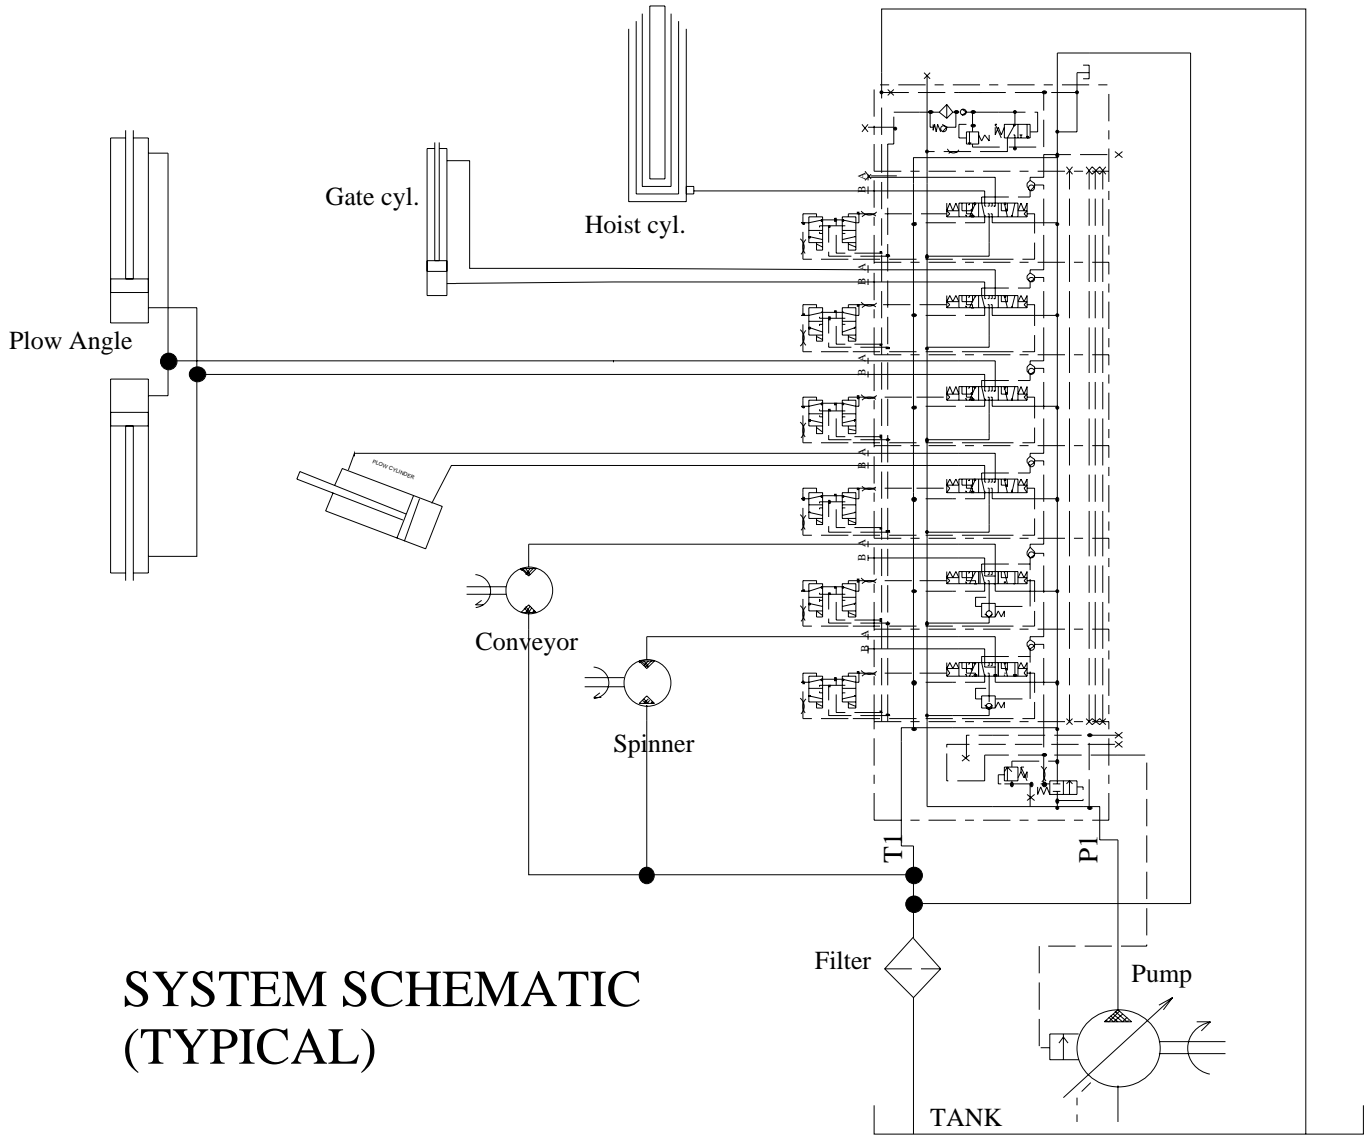 Gate cyl.
Hoist cyl.
Plow Angle
PLOW CYLINDER
Conveyor
Spinner
A
B
A
B
A
B
A
B
A
B
A
B
T1
P1
Filter
Pump
SYSTEM SCHEMATIC
(TYPICAL)
TANK